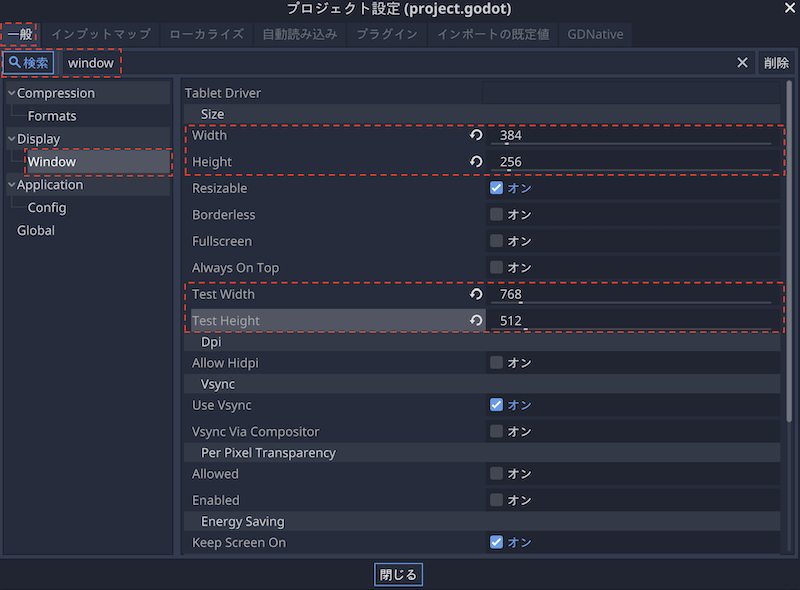 プロジェクト設定 (project.godot)
一般 インプットマップ ローカライズ 自動読み込み プラグイン インポートの既定値 GDNative
検索 window 削除
Compression
Formats
Display
Window
Application
Config
Global
Tablet Driver
Size
Width 384
Height 256
Resizable オン
Borderless オン
Fullscreen オン
Always On Top オン
Test Width 768
Test Height 512
Dpi
Allow Hidpi オン
Vsync
Use Vsync オン
Vsync Via Compositor オン
Per Pixel Transparency
Allowed オン
Enabled オン
Energy Saving
Keep Screen On オン
閉じる